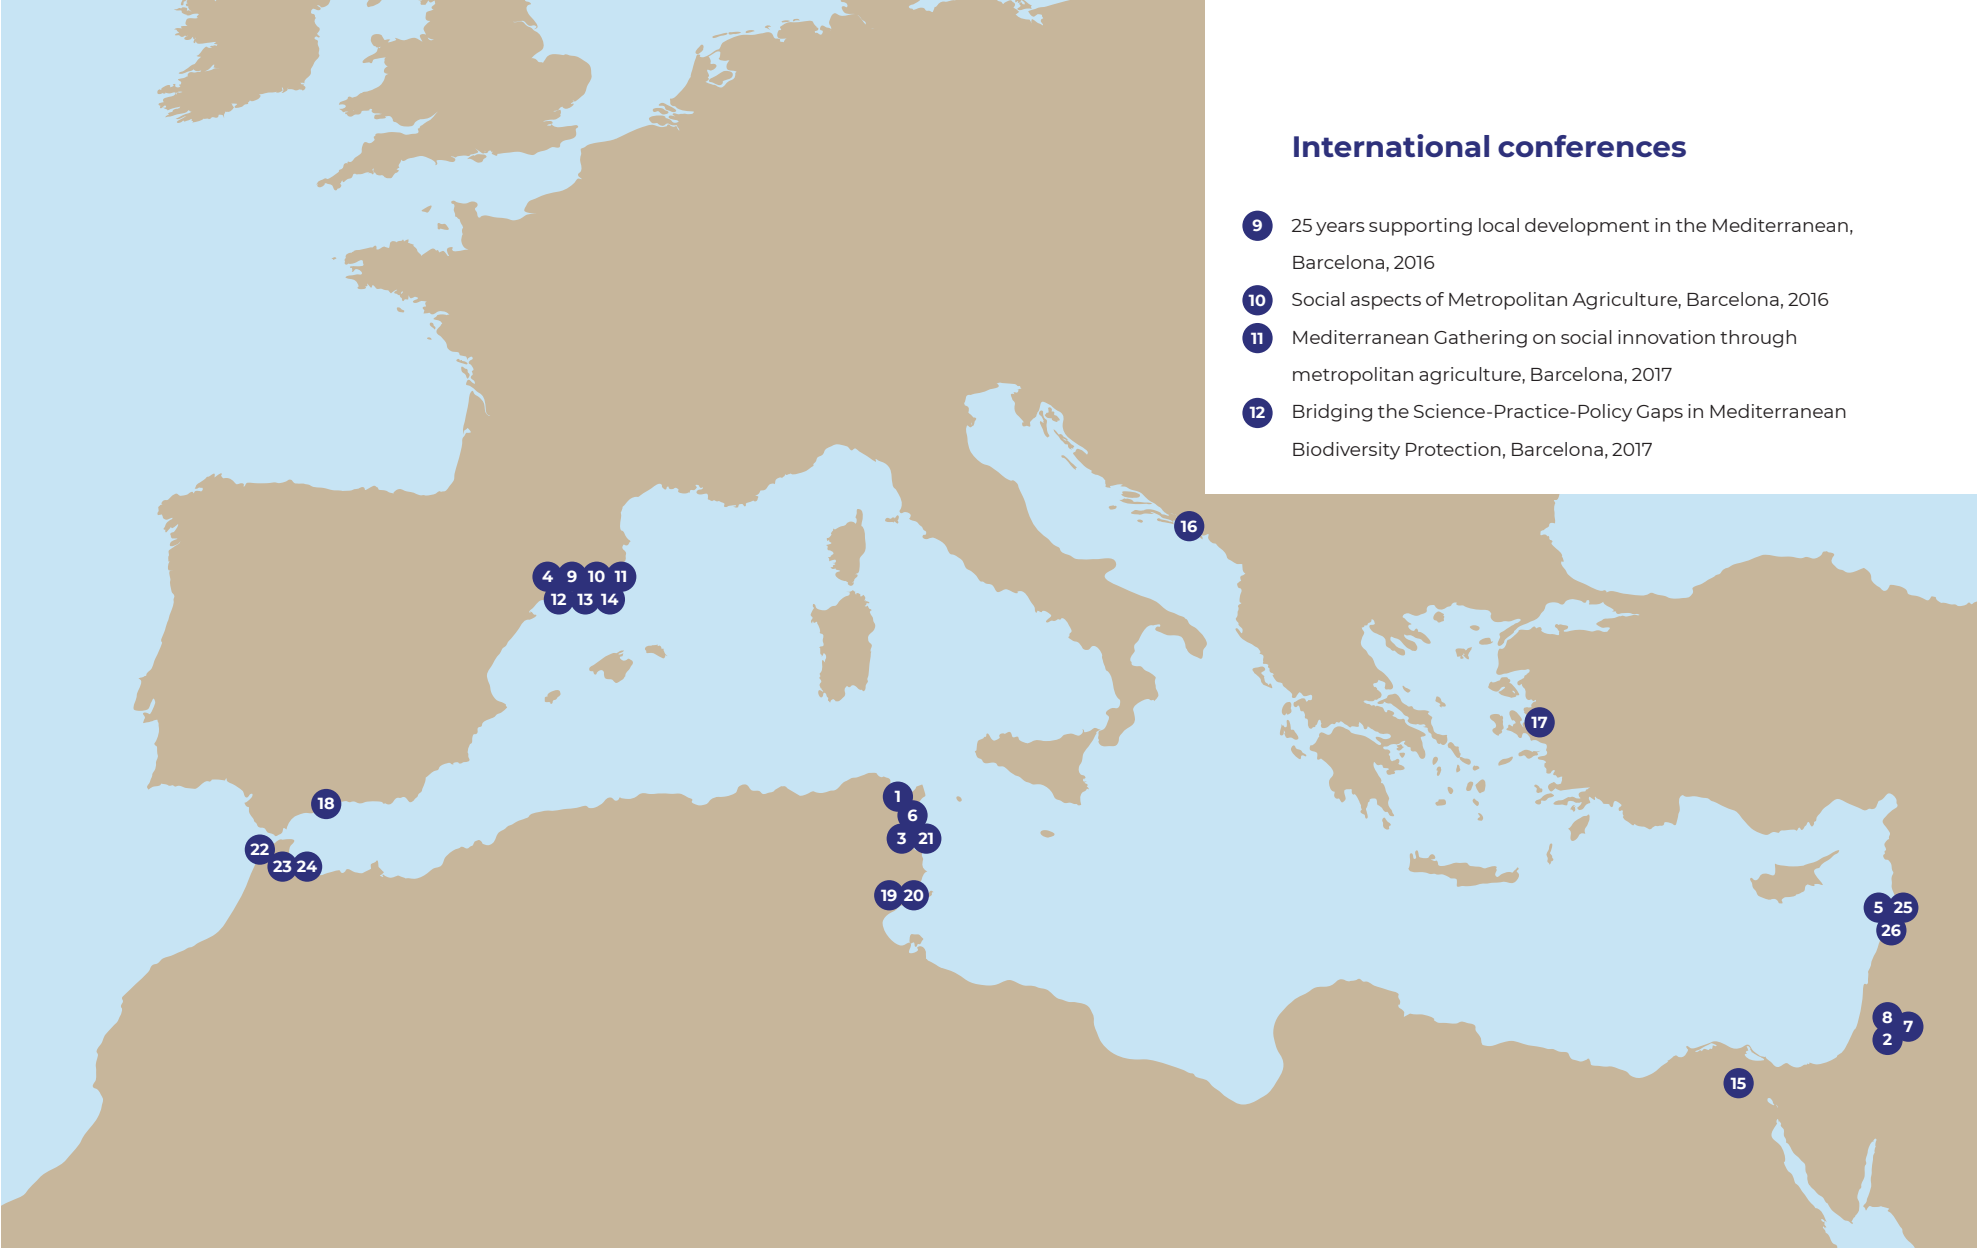 International conferences
9 25 years supporting local development in the Mediterranean,
Barcelona, 2016
10 Social aspects of Metropolitan Agriculture, Barcelona, 2016
11 Mediterranean Gathering on social innovation through
metropolitan agriculture, Barcelona, 2017
12 Bridging the Science-Practice-Policy Gaps in Mediterranean
Biodiversity Protection, Barcelona, 2017
16
4 9 10 11
12 13 14
17
1
18
6
3 21
22
23 24
19 20
5 25
26
8
7
2
15